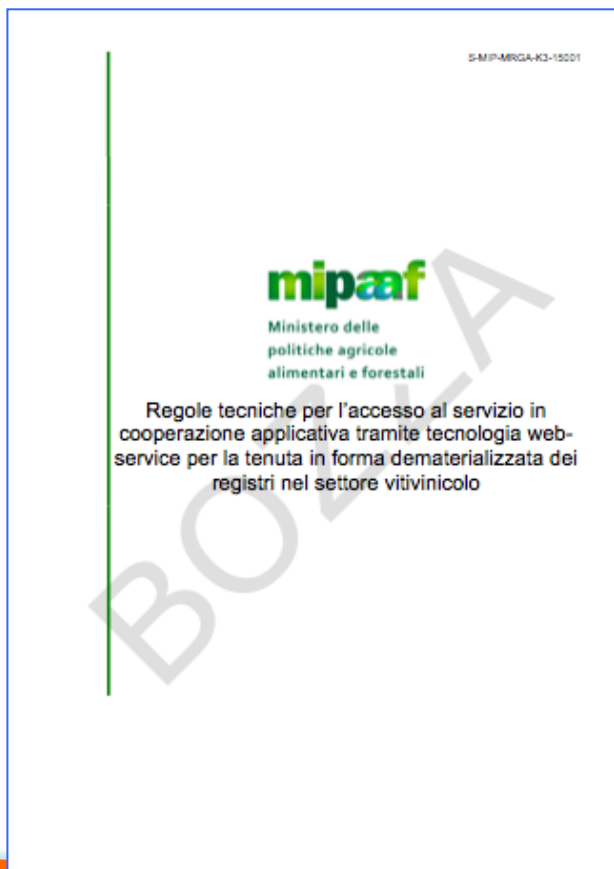 S-MIP-MRGA-K3-15001
mipaaf
Ministero delle
politiche agricole
alimentari e forestali
Regole tecniche per l'accesso al servizio in
cooperazione applicativa tramite tecnologia web-
service per la tenuta in forma dematerializzata dei
registri nel settore vitivinicolo
BOZZA